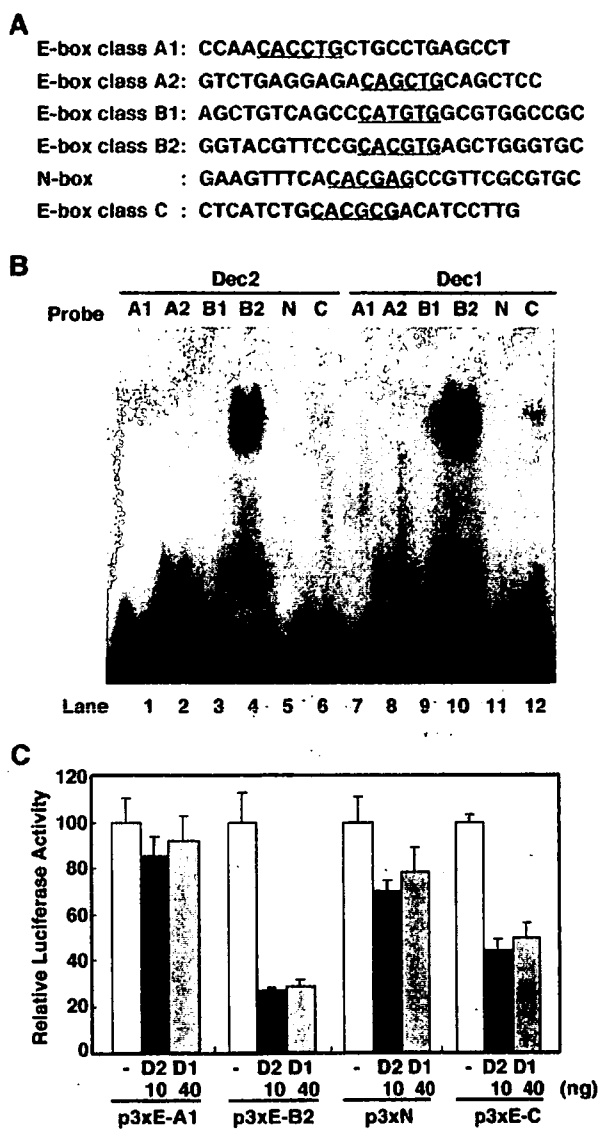 A
E-box class A1: CCAACACCTGCTGCCTGAGCCT
E-box class A2: GTCTGAGGAGACAGCTGCAGCTCC
E-box class B1: AGCTGTCAGCCCATGTGGCGTGGCCGC
E-box class B2: GGTACGTTCCGCACGTGAGCTGGGTGC
N-box : GAAGTTTCACACGAGCCGTTCGCGTGC
E-box class C : CTCATCTGCACGCGACATCCTTG
B
Dec2 Dec1
Probe A1 A2 B1 B2 N C A1 A2 B1 B2 N C
Lane 1 2 3 4 5 6 7 8 9 10 11 12
C
Relative Luciferase Activity
120
100
80
60
40
20
0
- D2 D1 - D2 D1 - D2 D1 - D2 D1
10 40 10 40 10 40 10 40 (ng)
p3xE-A1 p3xE-B2 p3xN p3xE-C